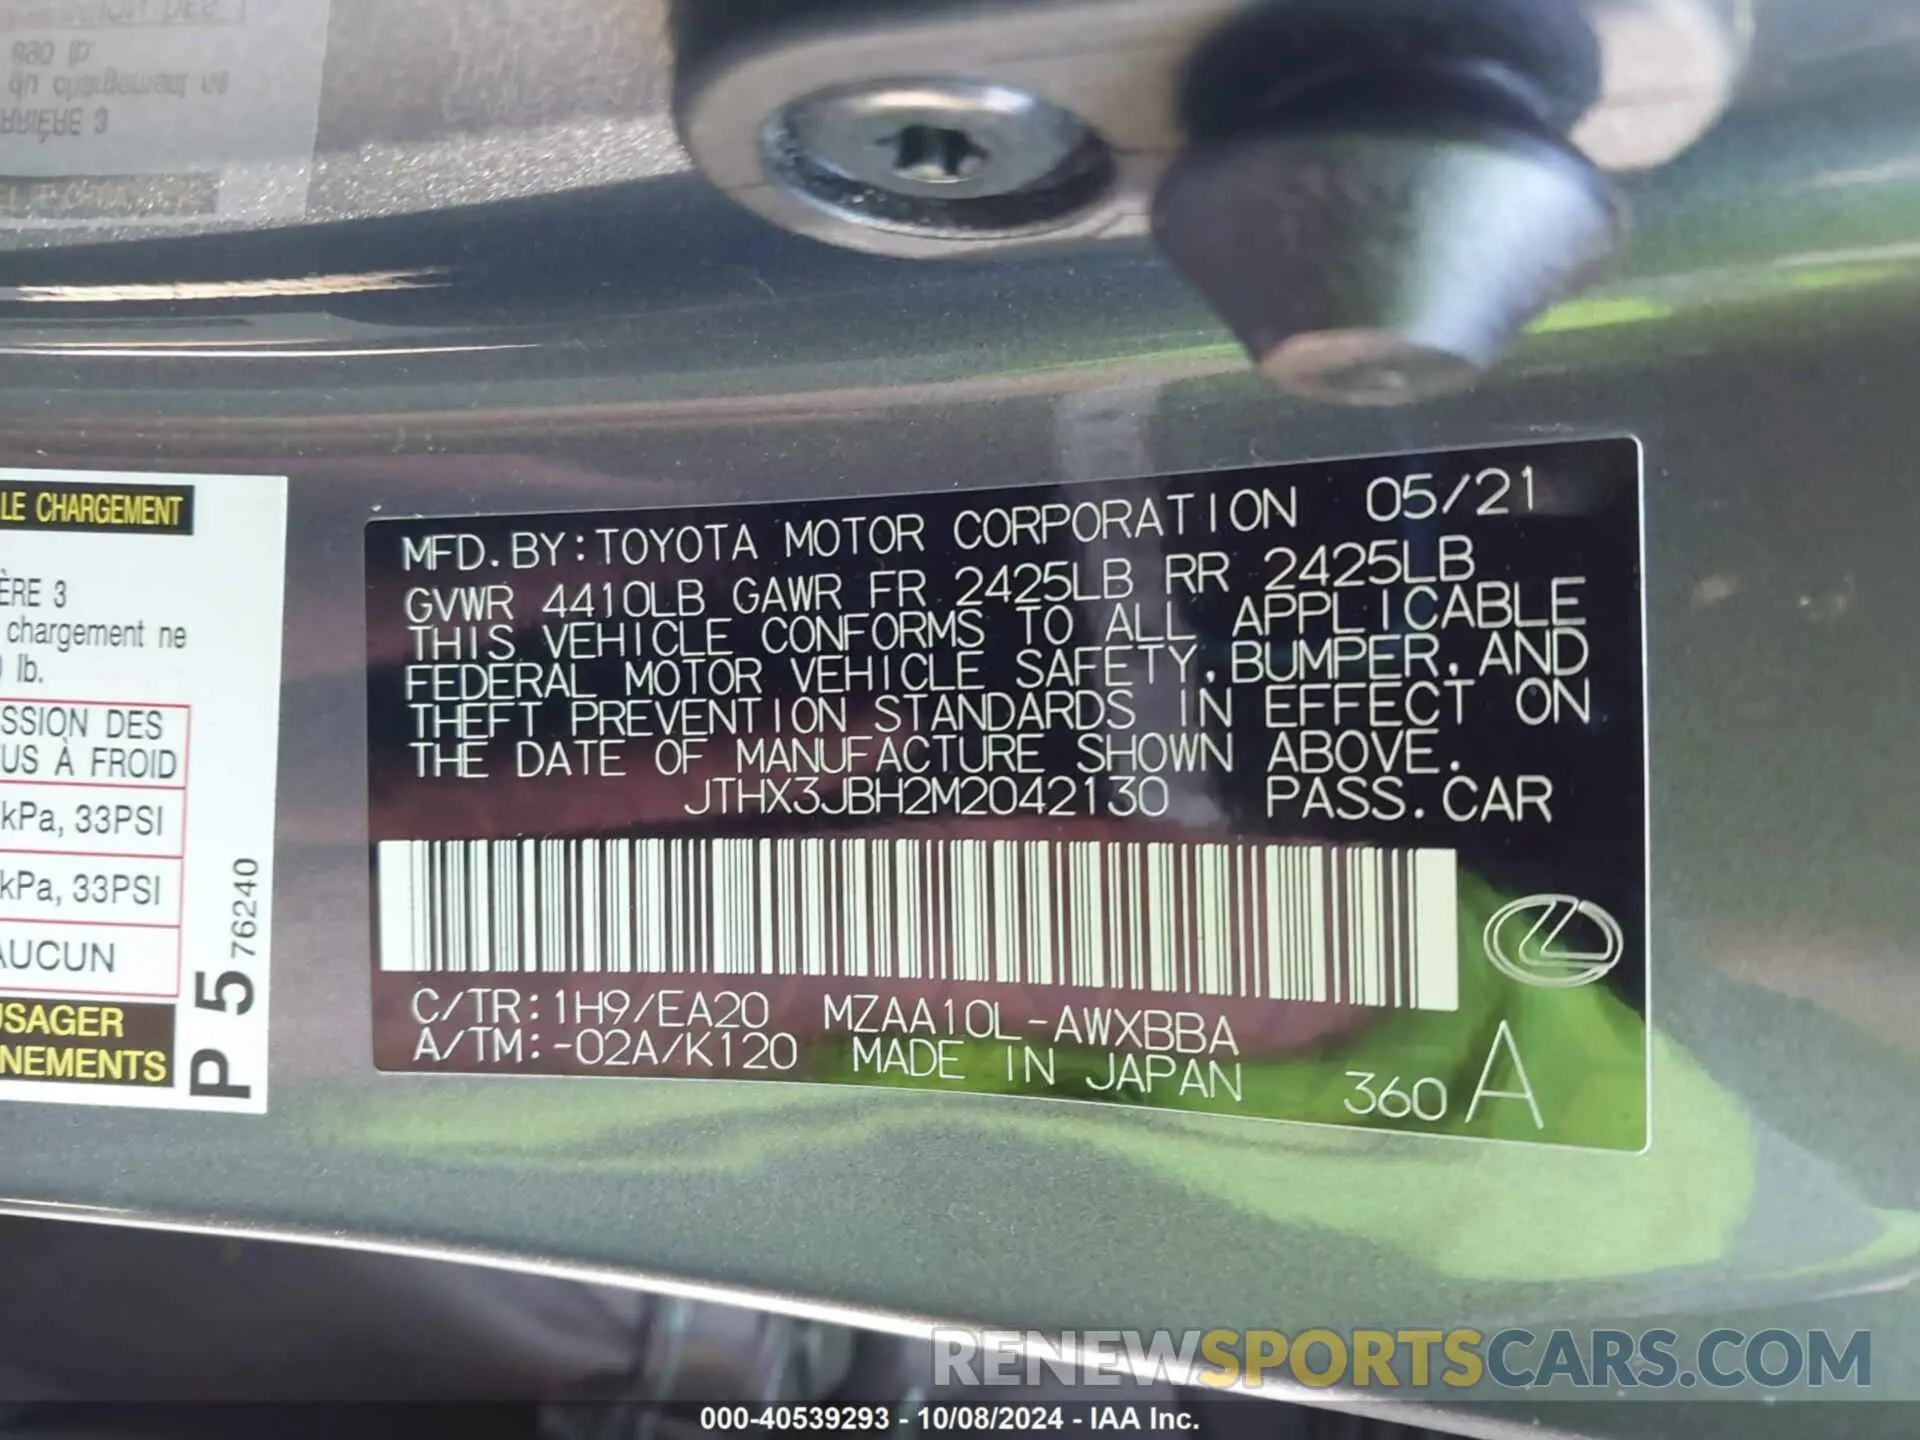 LE CHARGEMENT
ÈRE 3
chargement ne
lb.
SSION DES
US À FROID
kPa, 33PSI
kPa, 33PSI
AUCUN
USAGER
NEMENTS
P 5 76240
MFD. BY: TOYOTA MOTOR CORPORATION 05/21
GVWR 4410LB GAWR FR 2425LB RR 2425LB
THIS VEHICLE CONFORMS TO ALL APPLICABLE
FEDERAL MOTOR VEHICLE SAFETY, BUMPER, AND
THEFT PREVENTION STANDARDS IN EFFECT ON
THE DATE OF MANUFACTURE SHOWN ABOVE.
JTHX3JBH2M2042130 PASS. CAR
C/TR: 1H9/EA20 MZAA10L-AWXBBA
A/TM: -02A/K120 MADE IN JAPAN
360 A
RENEWSPORTSCARS.COM
000-40539293 - 10/08/2024 - IAA Inc.